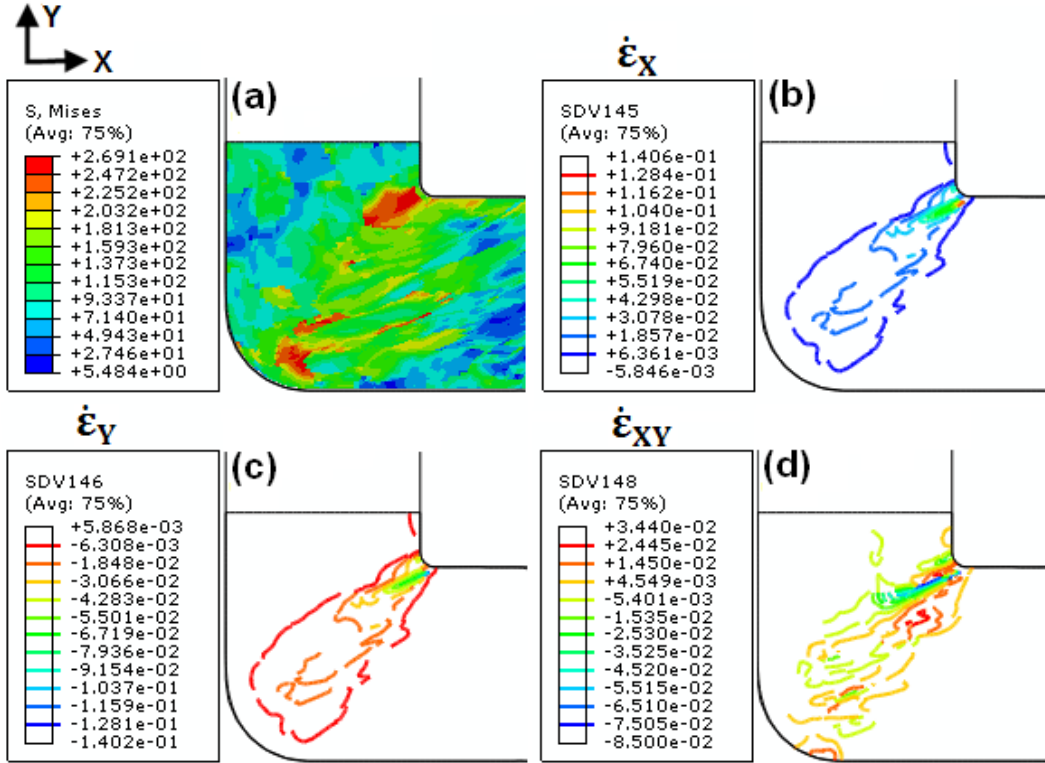 Y
X
ε̇X
(a)
S, Mises
(Avg: 75%)
+2.691e+02
+2.472e+02
+2.252e+02
+2.032e+02
+1.813e+02
+1.593e+02
+1.373e+02
+1.153e+02
+9.337e+01
+7.140e+01
+4.943e+01
+2.746e+01
+5.484e+00
(b)
SDV145
(Avg: 75%)
+1.406e-01
+1.284e-01
+1.162e-01
+1.040e-01
+9.181e-02
+7.960e-02
+6.740e-02
+5.519e-02
+4.298e-02
+3.078e-02
+1.857e-02
+6.361e-03
-5.846e-03
ε̇Y
(c)
SDV146
(Avg: 75%)
+5.868e-03
-6.308e-03
-1.848e-02
-3.066e-02
-4.283e-02
-5.501e-02
-6.719e-02
-7.936e-02
-9.154e-02
-1.037e-01
-1.159e-01
-1.281e-01
-1.402e-01
ε̇XY
(d)
SDV148
(Avg: 75%)
+3.440e-02
+2.445e-02
+1.450e-02
+4.549e-03
-5.401e-03
-1.535e-02
-2.530e-02
-3.525e-02
-4.520e-02
-5.515e-02
-6.510e-02
-7.505e-02
-8.500e-02